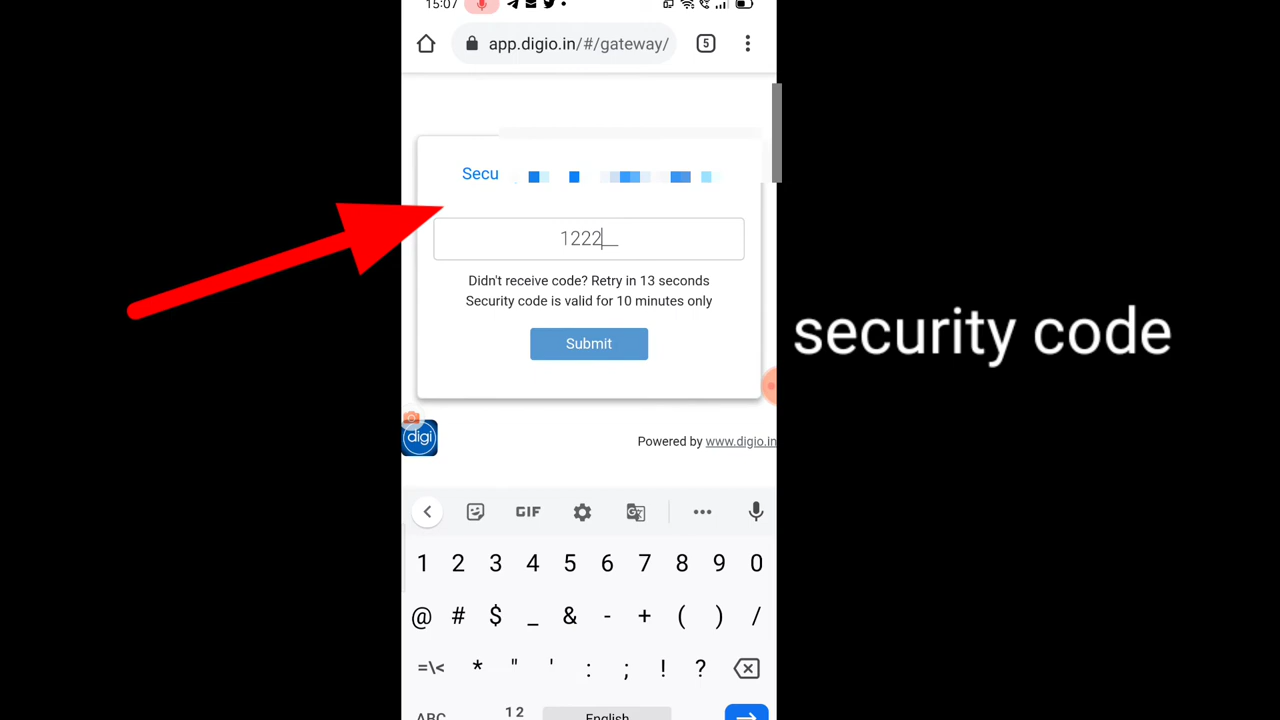 15:07
app.digio.in/#/gateway/
5
Secu
1222__
Didn't receive code? Retry in 13 seconds
Security code is valid for 10 minutes only
Submit
security code
digi
Powered by www.digio.in
GIF
1 2 3 4 5 6 7 8 9 0
@ # $ _ & - + ( ) /
=\< * " ' : ; ! ?
ABC 12 English